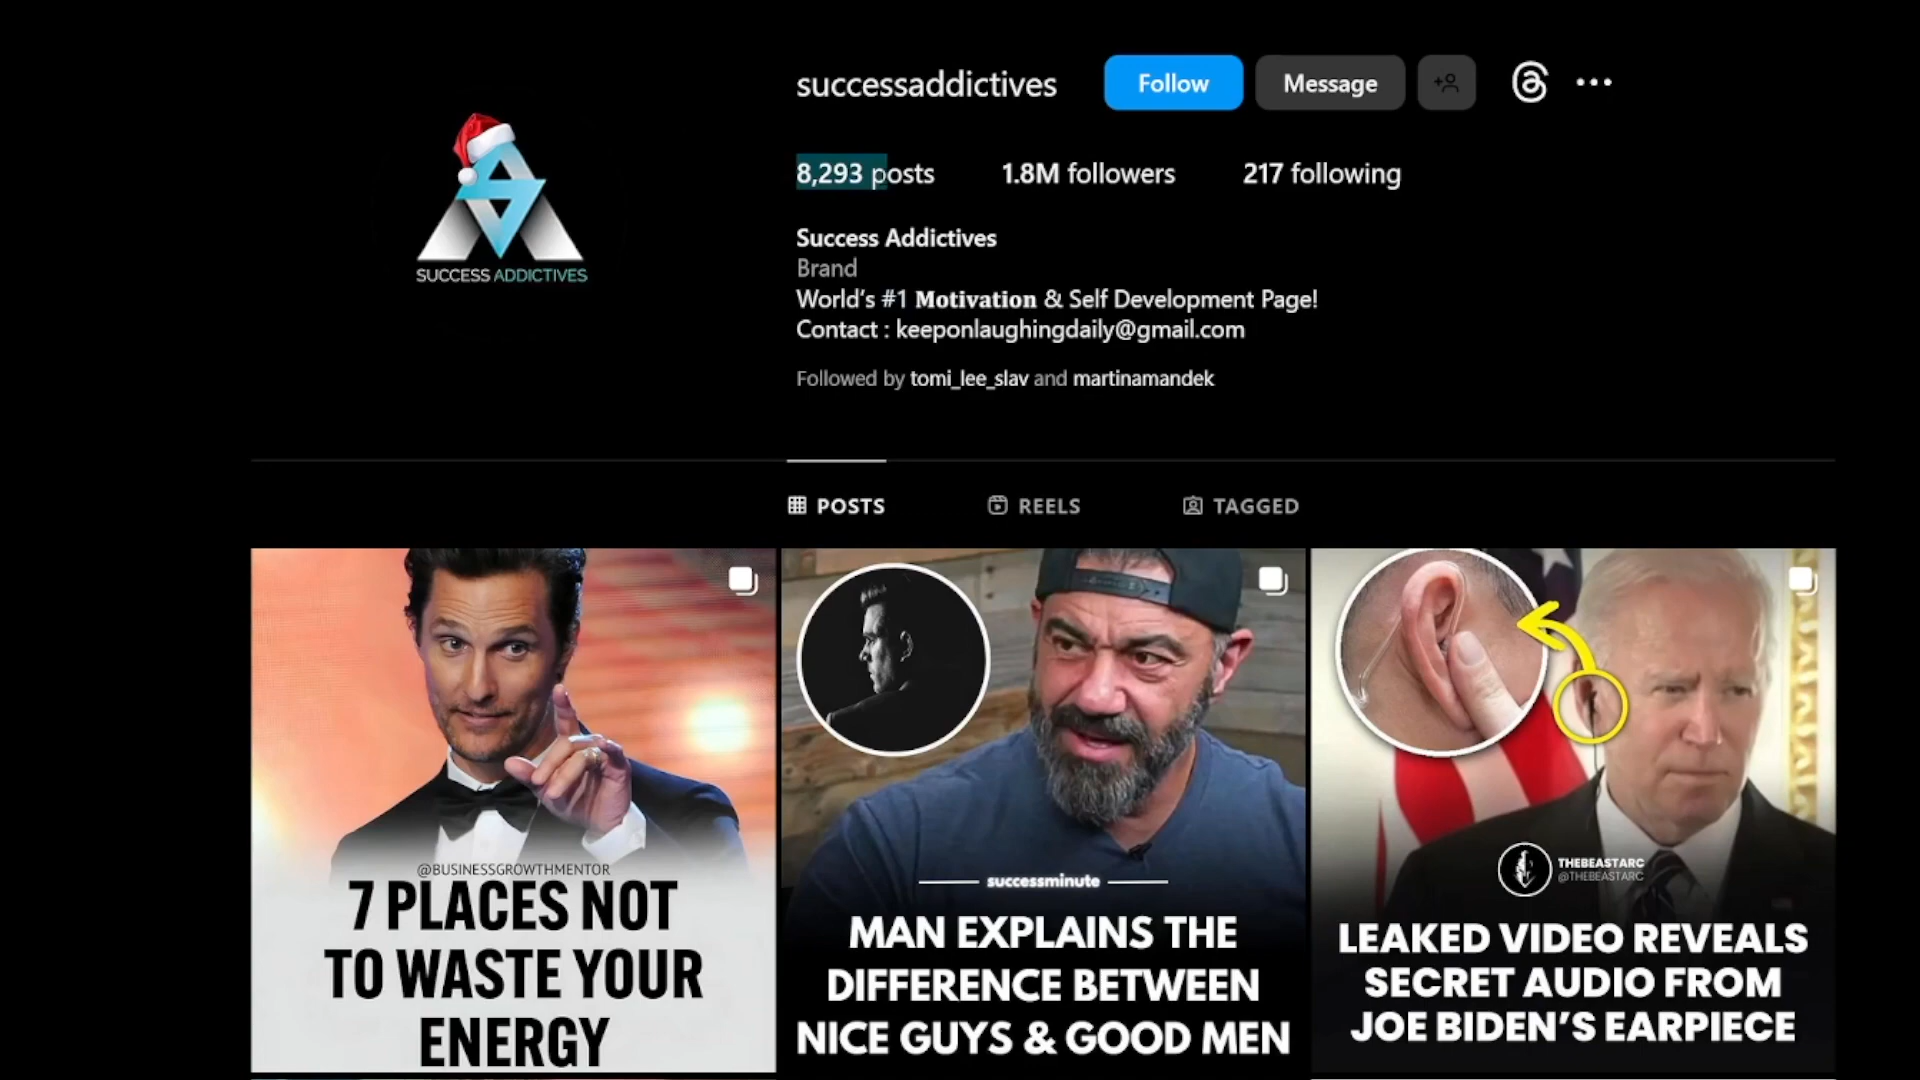 successaddictives
Follow
Message
8,293 posts
1.8M followers
217 following
SUCCESS ADDICTIVES
Success Addictives
Brand
World's #1 Motivation & Self Development Page!
Contact : keeponlaughingdaily@gmail.com
Followed by tomi_lee_slav and martinamandek
POSTS
REELS
TAGGED
@BUSINESSGROWTHMENTOR
7 PLACES NOT
TO WASTE YOUR
ENERGY
successminute
MAN EXPLAINS THE
DIFFERENCE BETWEEN
NICE GUYS & GOOD MEN
THEBEASTARC
@THEBEASTARC
LEAKED VIDEO REVEALS
SECRET AUDIO FROM
JOE BIDEN'S EARPIECE